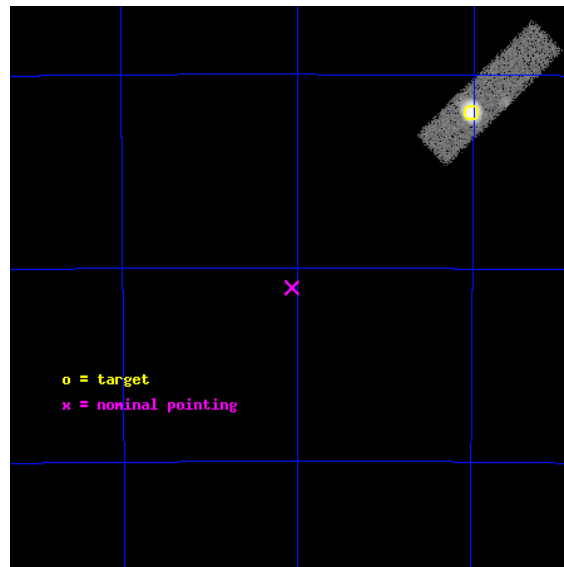 o = target
x = nominal pointing